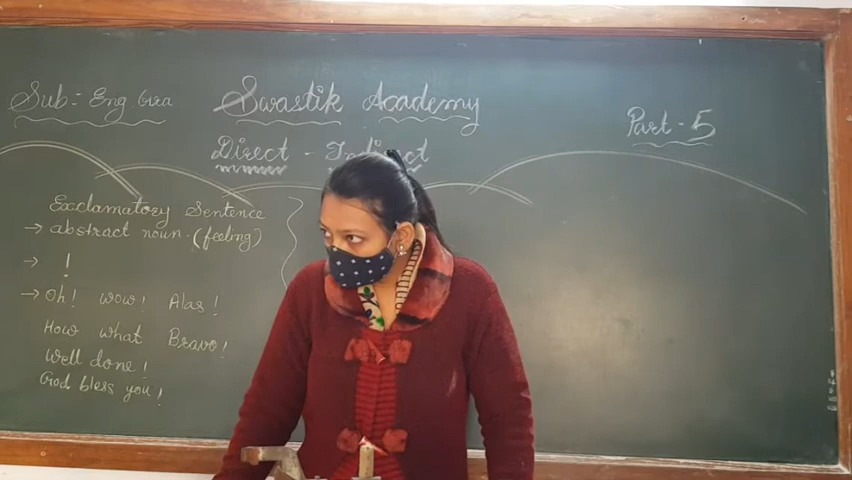 Sub:- Eng Gra
Swastik Academy
Part-5
Direct - Indirect
Exclamatory Sentence
→ abstract noun. (feeling)
→ !
→ Oh! wow! Alas!
How what Bravo!
Well done!
God bless you!